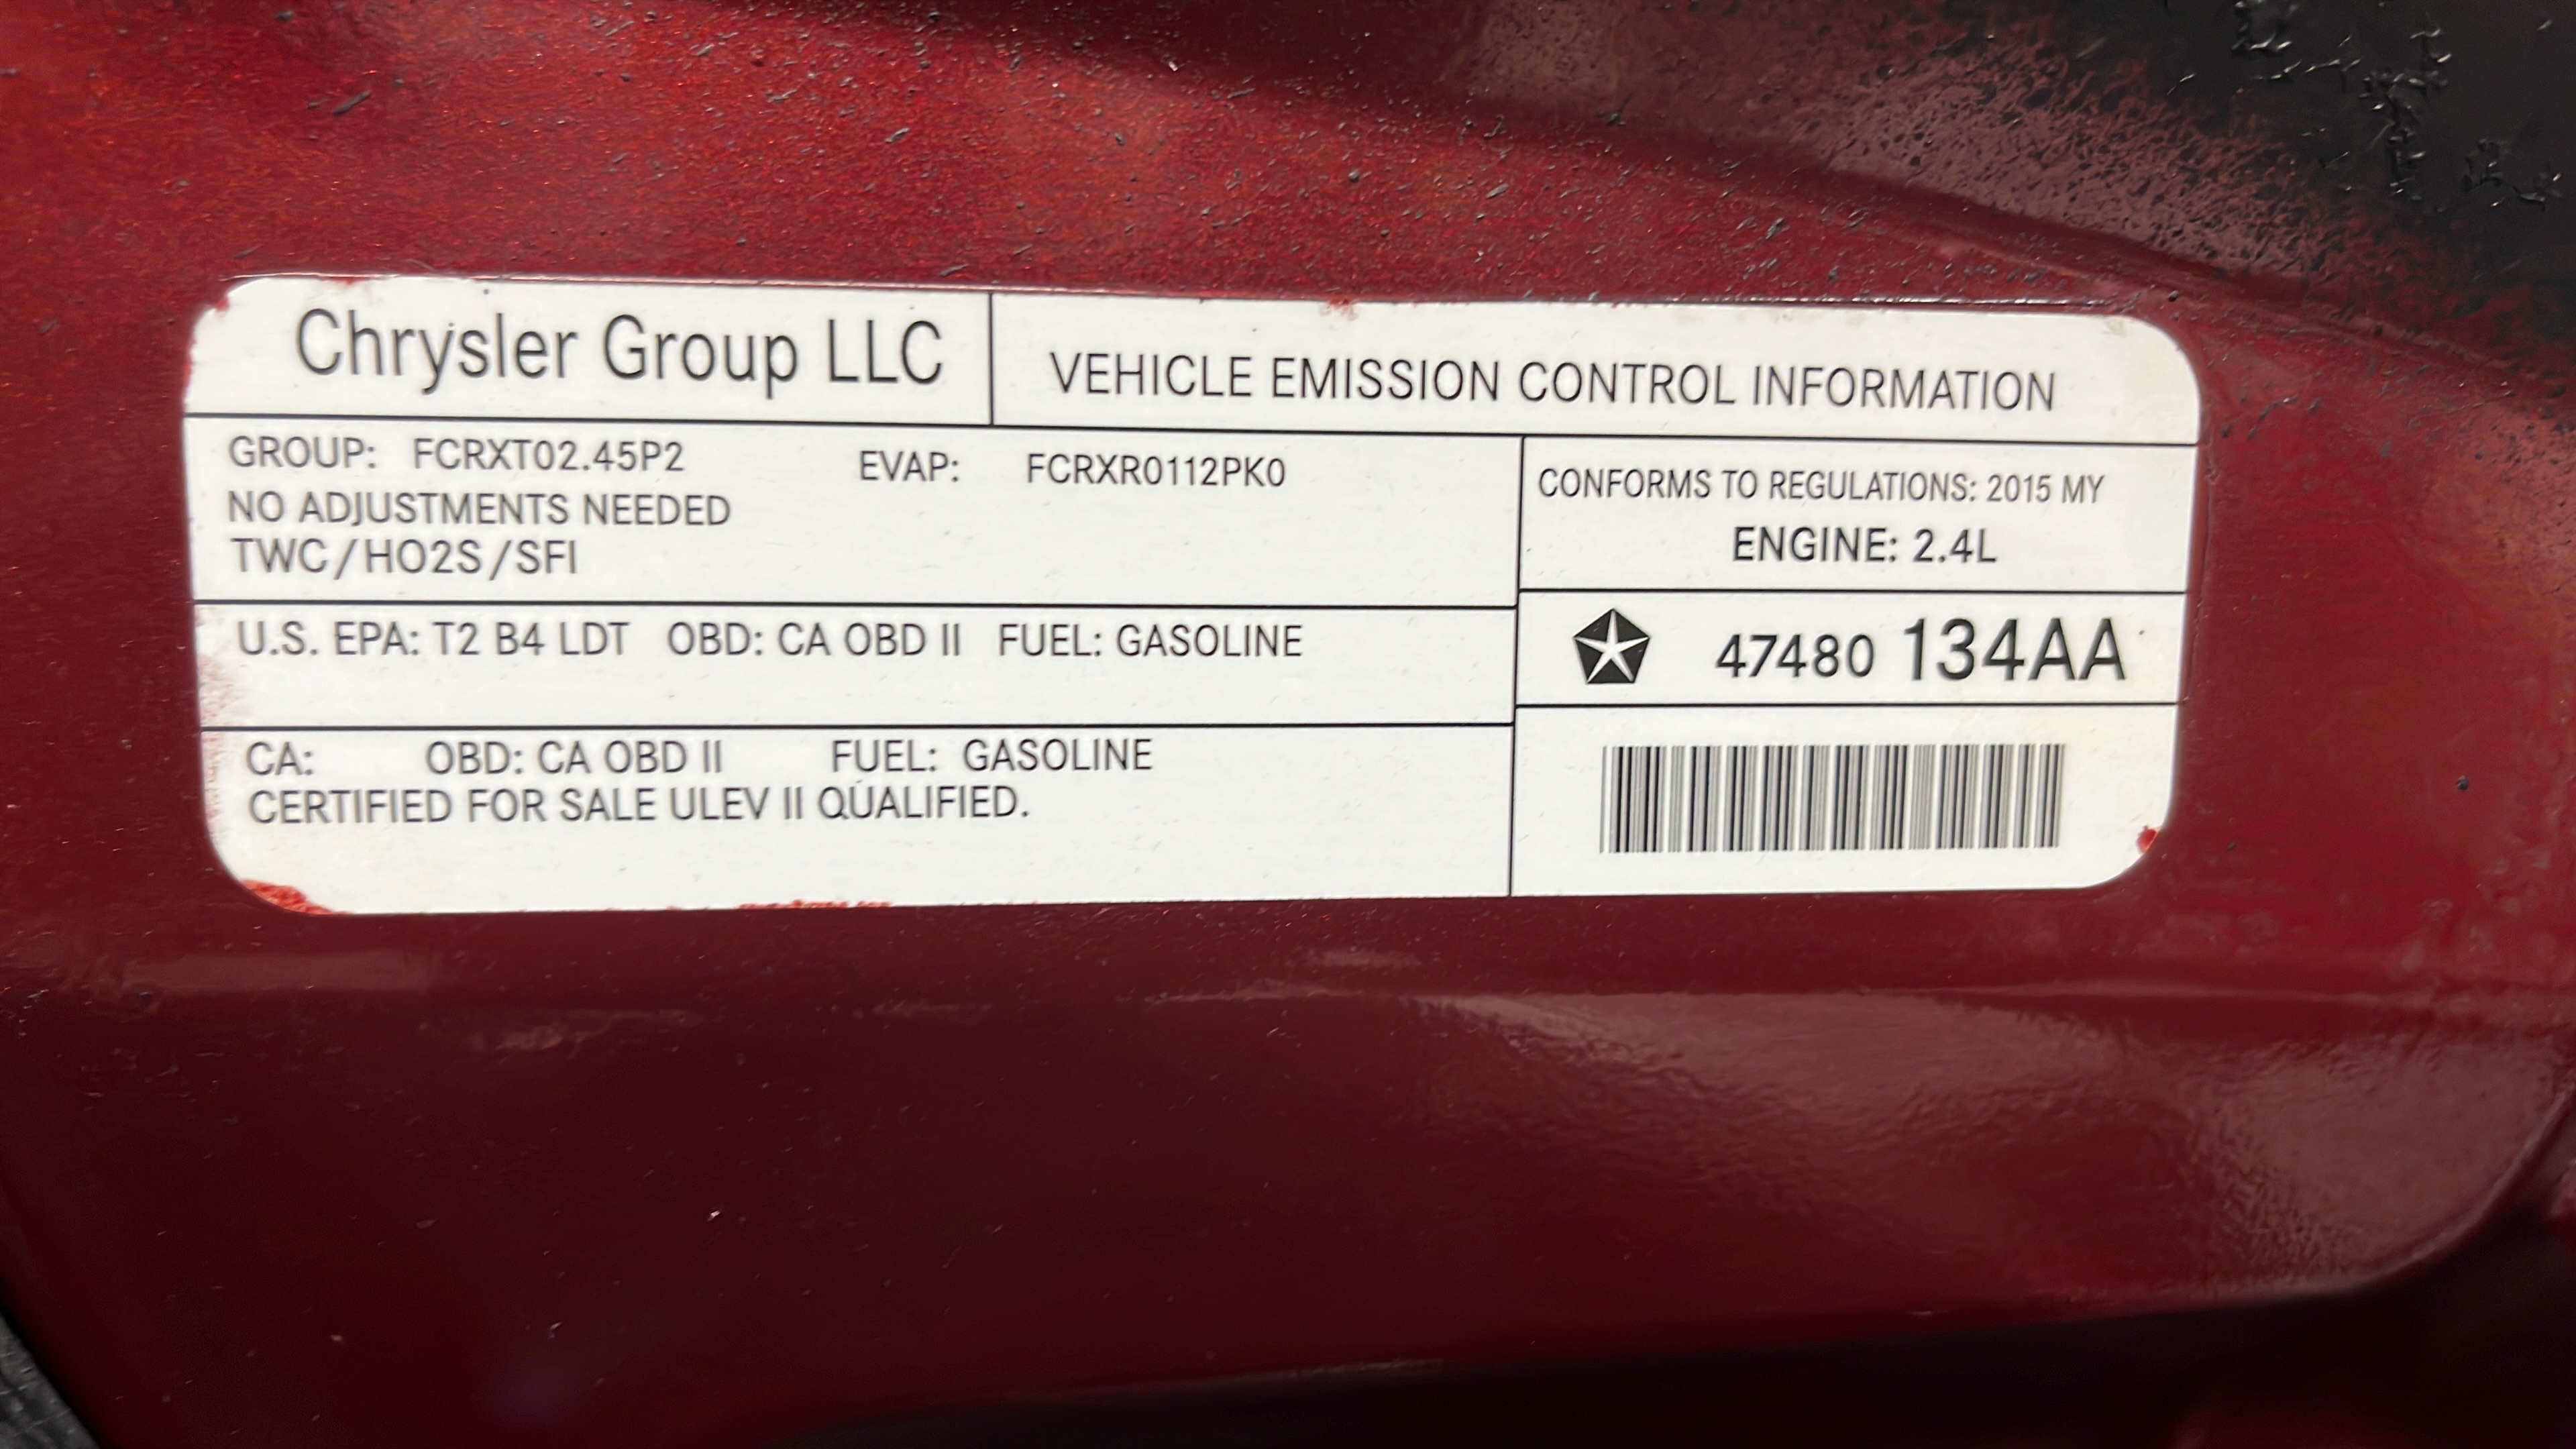 Chrysler Group LLC
VEHICLE EMISSION CONTROL INFORMATION
GROUP: FCRXT02.45P2 EVAP: FCRXR0112PK0
NO ADJUSTMENTS NEEDED
TWC/HO2S/SFI
CONFORMS TO REGULATIONS: 2015 MY
ENGINE: 2.4L
U.S. EPA: T2 B4 LDT OBD: CA OBD II FUEL: GASOLINE
47480 134AA
CA: OBD: CA OBD II FUEL: GASOLINE
CERTIFIED FOR SALE ULEV II QUALIFIED.